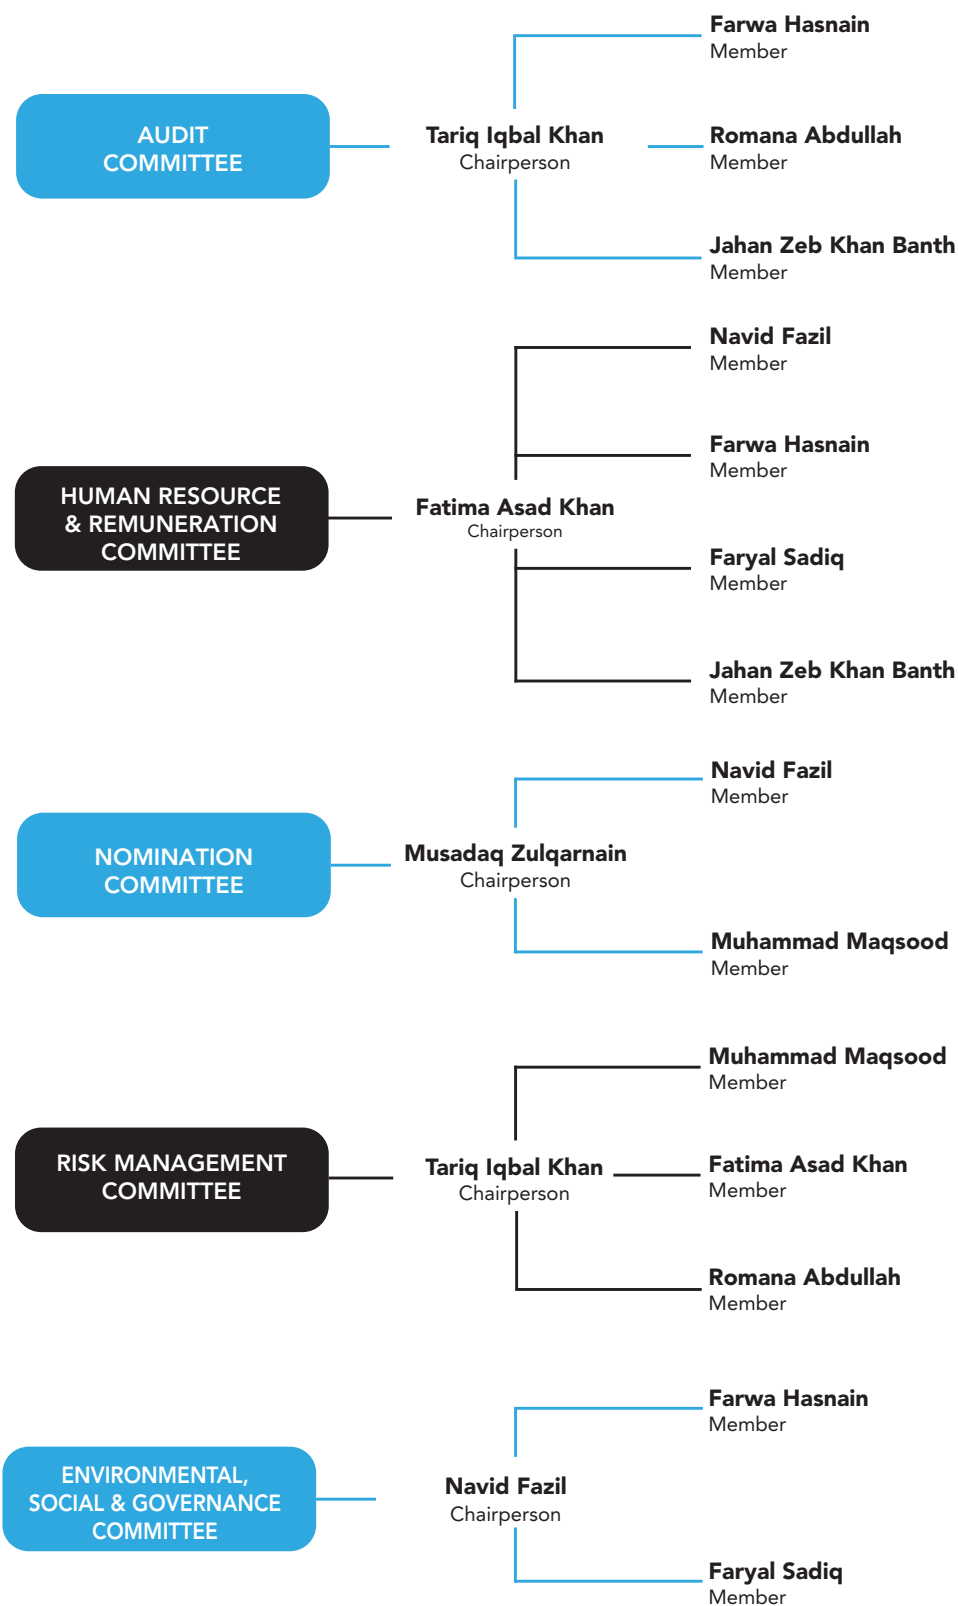 AUDIT
COMMITTEE
Tariq Iqbal Khan
Chairperson
Farwa Hasnain
Member
Romana Abdullah
Member
Jahan Zeb Khan Banth
Member
HUMAN RESOURCE
& REMUNERATION
COMMITTEE
Fatima Asad Khan
Chairperson
Navid Fazil
Member
Farwa Hasnain
Member
Faryal Sadiq
Member
Jahan Zeb Khan Banth
Member
NOMINATION
COMMITTEE
Musadaq Zulqarnain
Chairperson
Navid Fazil
Member
Muhammad Maqsood
Member
RISK MANAGEMENT
COMMITTEE
Tariq Iqbal Khan
Chairperson
Muhammad Maqsood
Member
Fatima Asad Khan
Member
Romana Abdullah
Member
ENVIRONMENTAL,
SOCIAL & GOVERNANCE
COMMITTEE
Navid Fazil
Chairperson
Farwa Hasnain
Member
Faryal Sadiq
Member